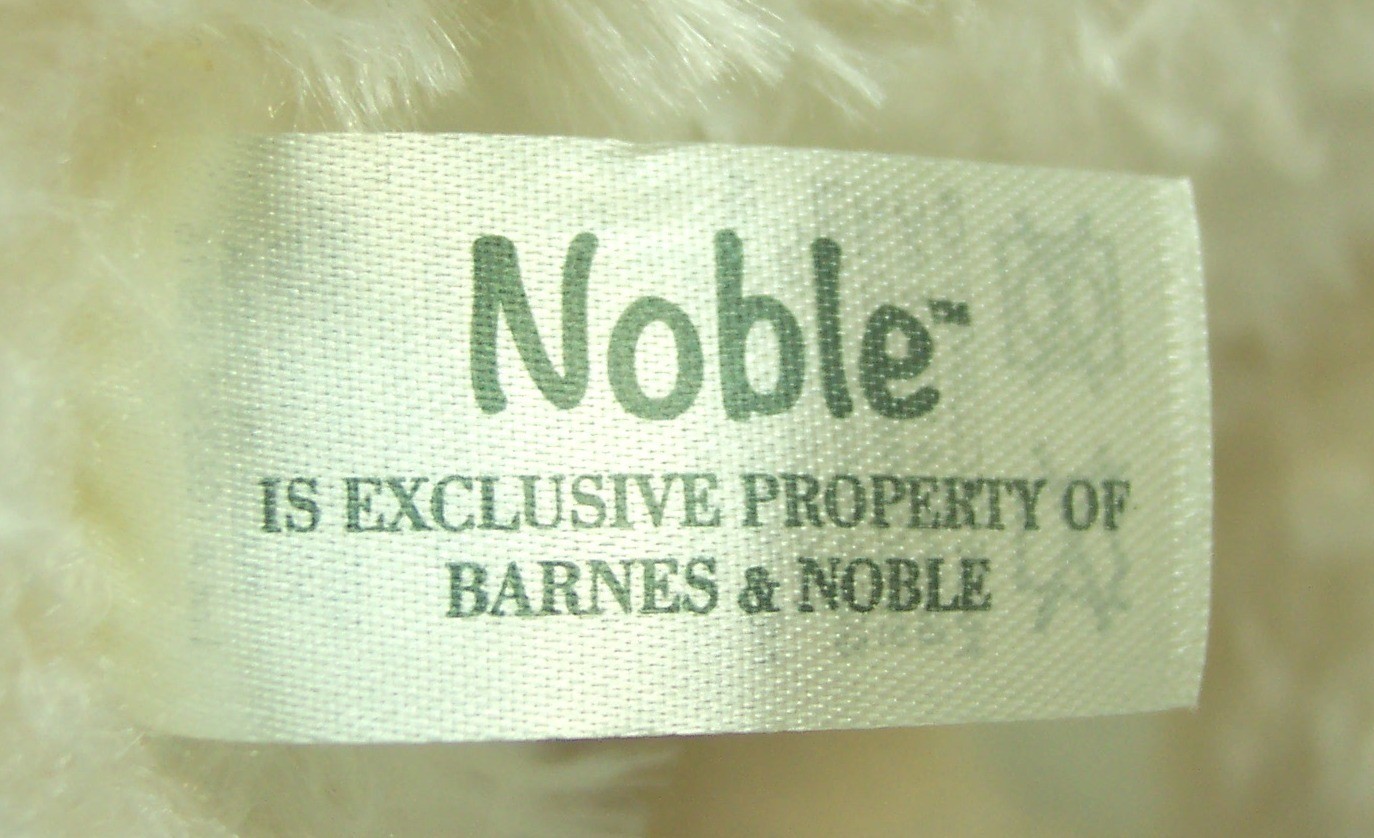 Noble™
IS EXCLUSIVE PROPERTY OF
BARNES & NOBLE